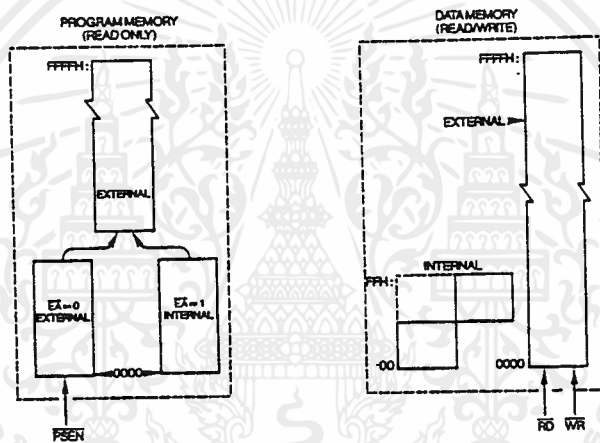 PROGRAM MEMORY
(READ ONLY)
FFFFH:
EXTERNAL
EA = 0
EXTERNAL
EA = 1
INTERNAL
0000
PSEN
DATA MEMORY
(READ/WRITE)
FFFFH:
EXTERNAL
INTERNAL
FFH:
00
0000
RD
WR